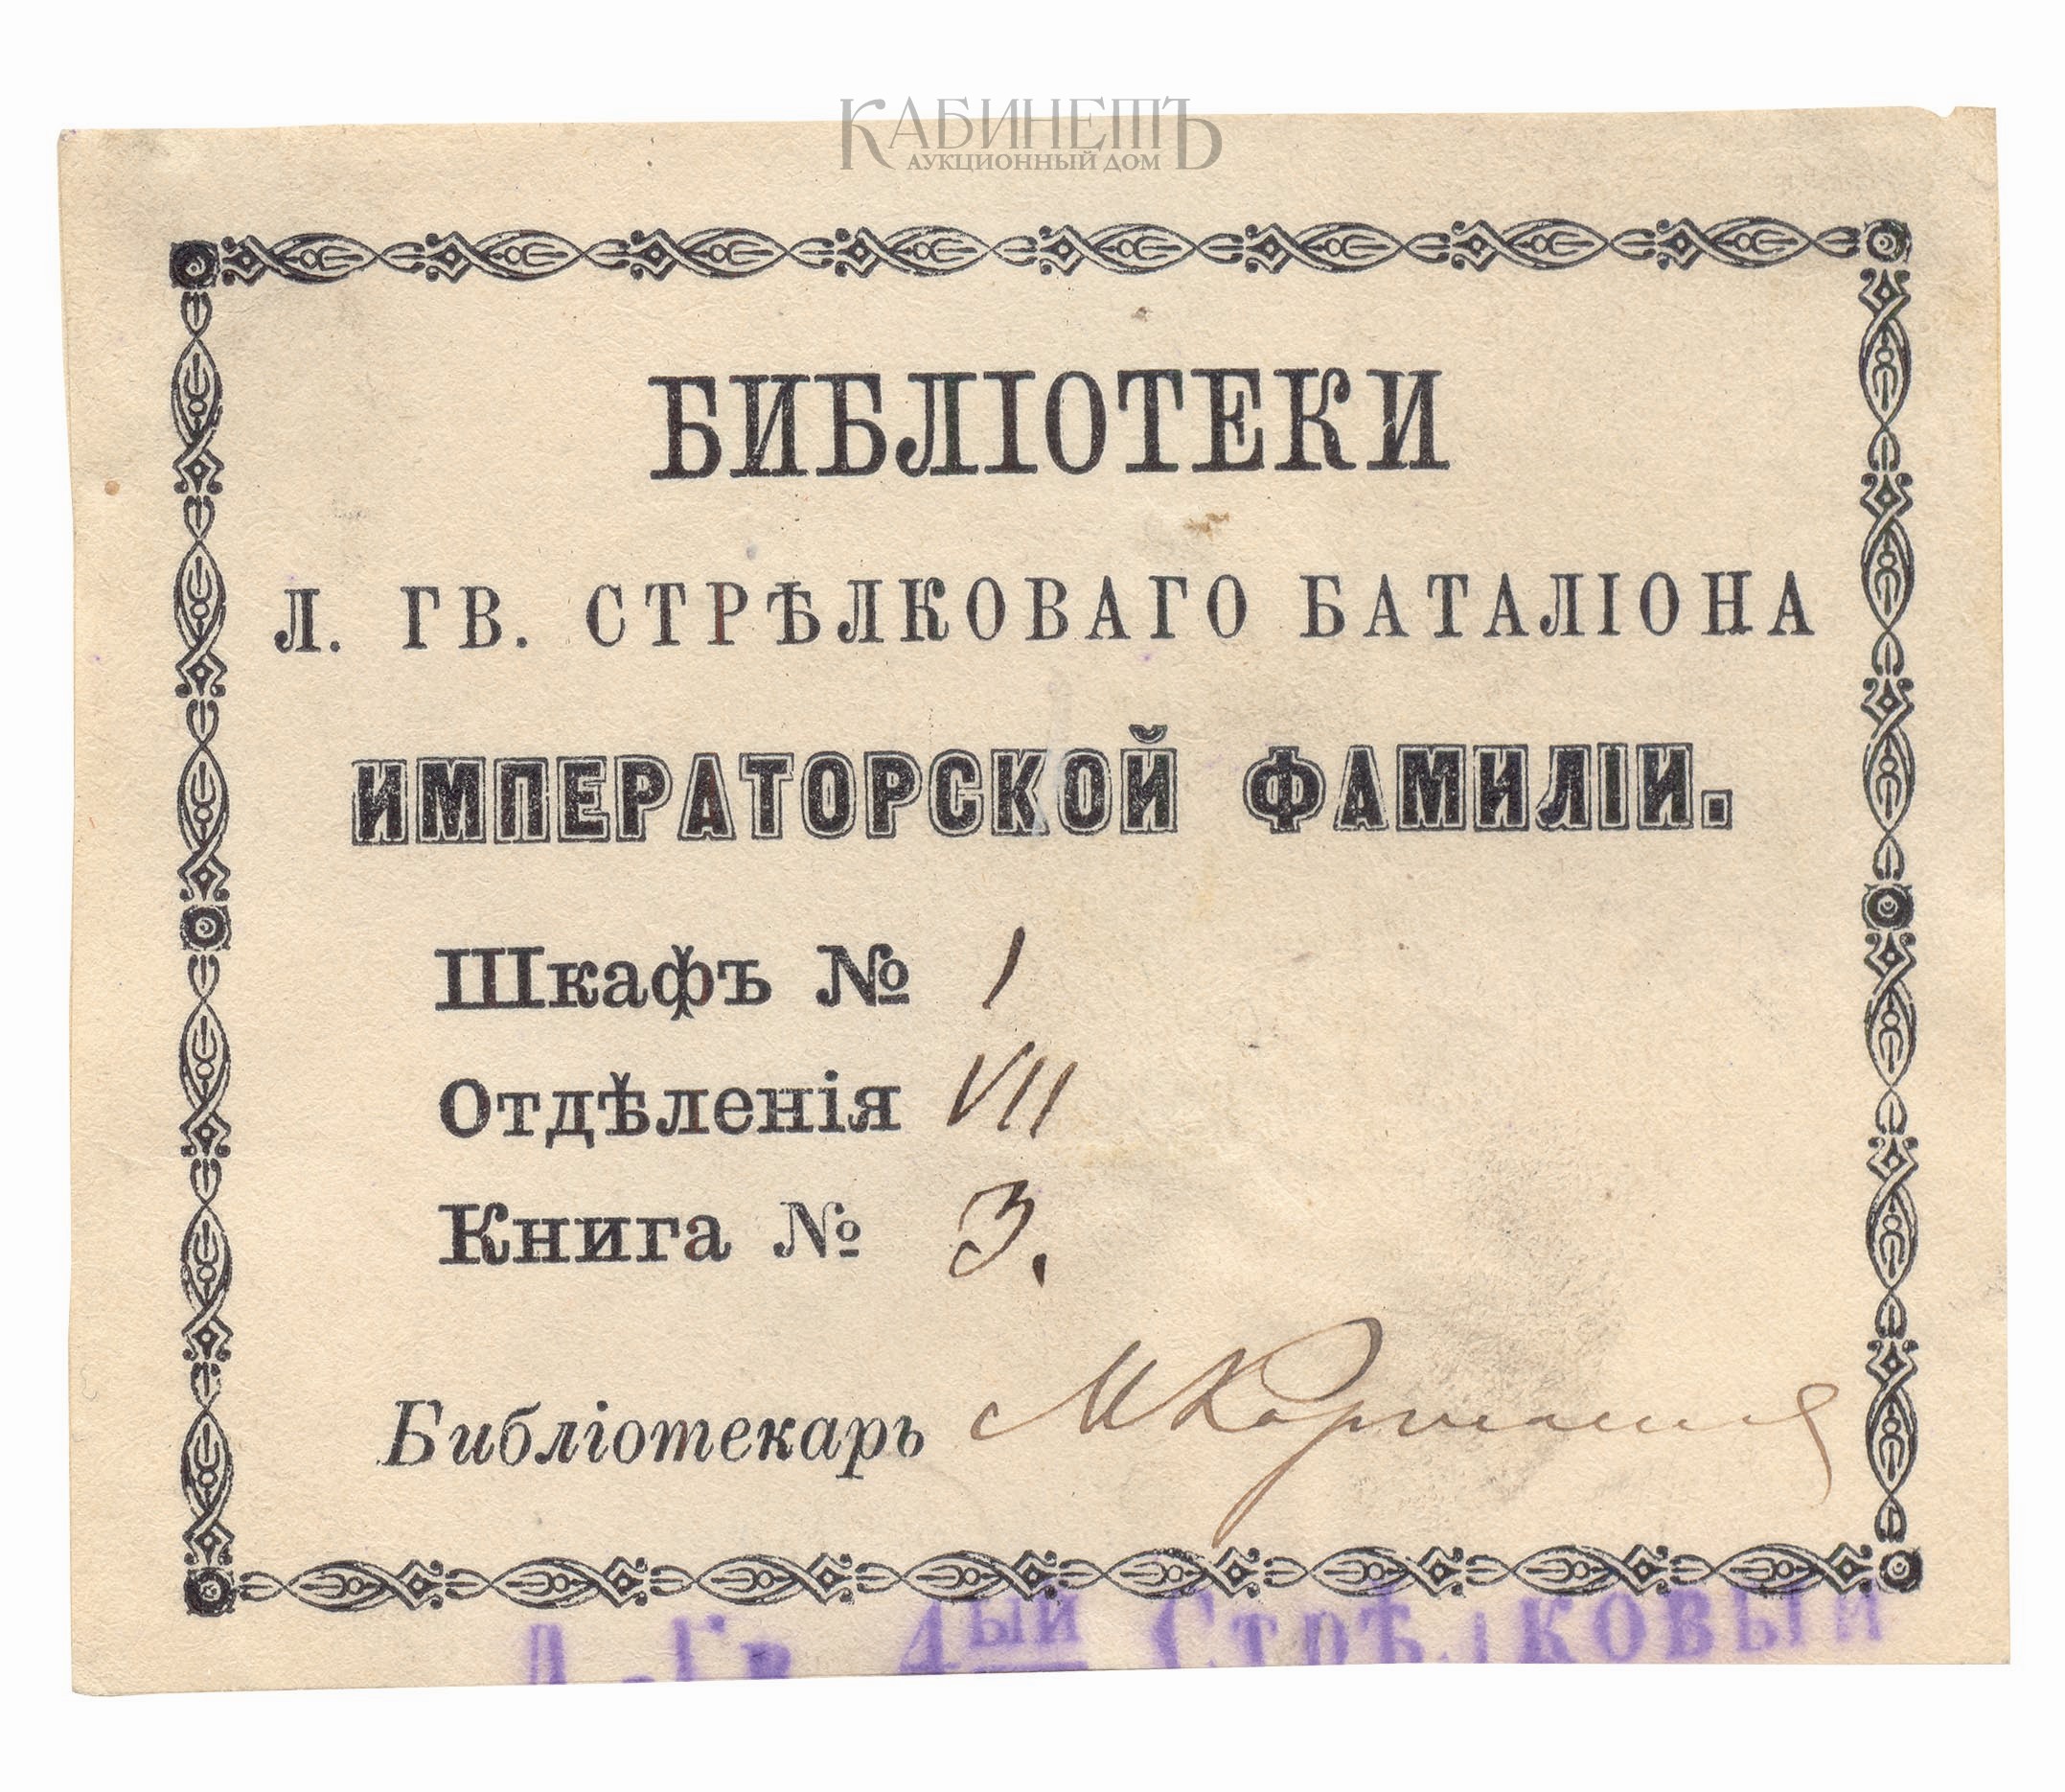 КАБИНЕТЪ
АУКЦИОННЫЙ ДОМ
БИБЛІОТЕКИ
Л. ГВ. СТРѢЛКОВАГО БАТАЛІОНА
ИМПЕРАТОРСКОЙ ФАМИЛІИ.
Шкафъ № 1
Отдѣленія VII
Книга № 3.
Библіотекарь
Л.-Гв. 4ый Стрѣлковый